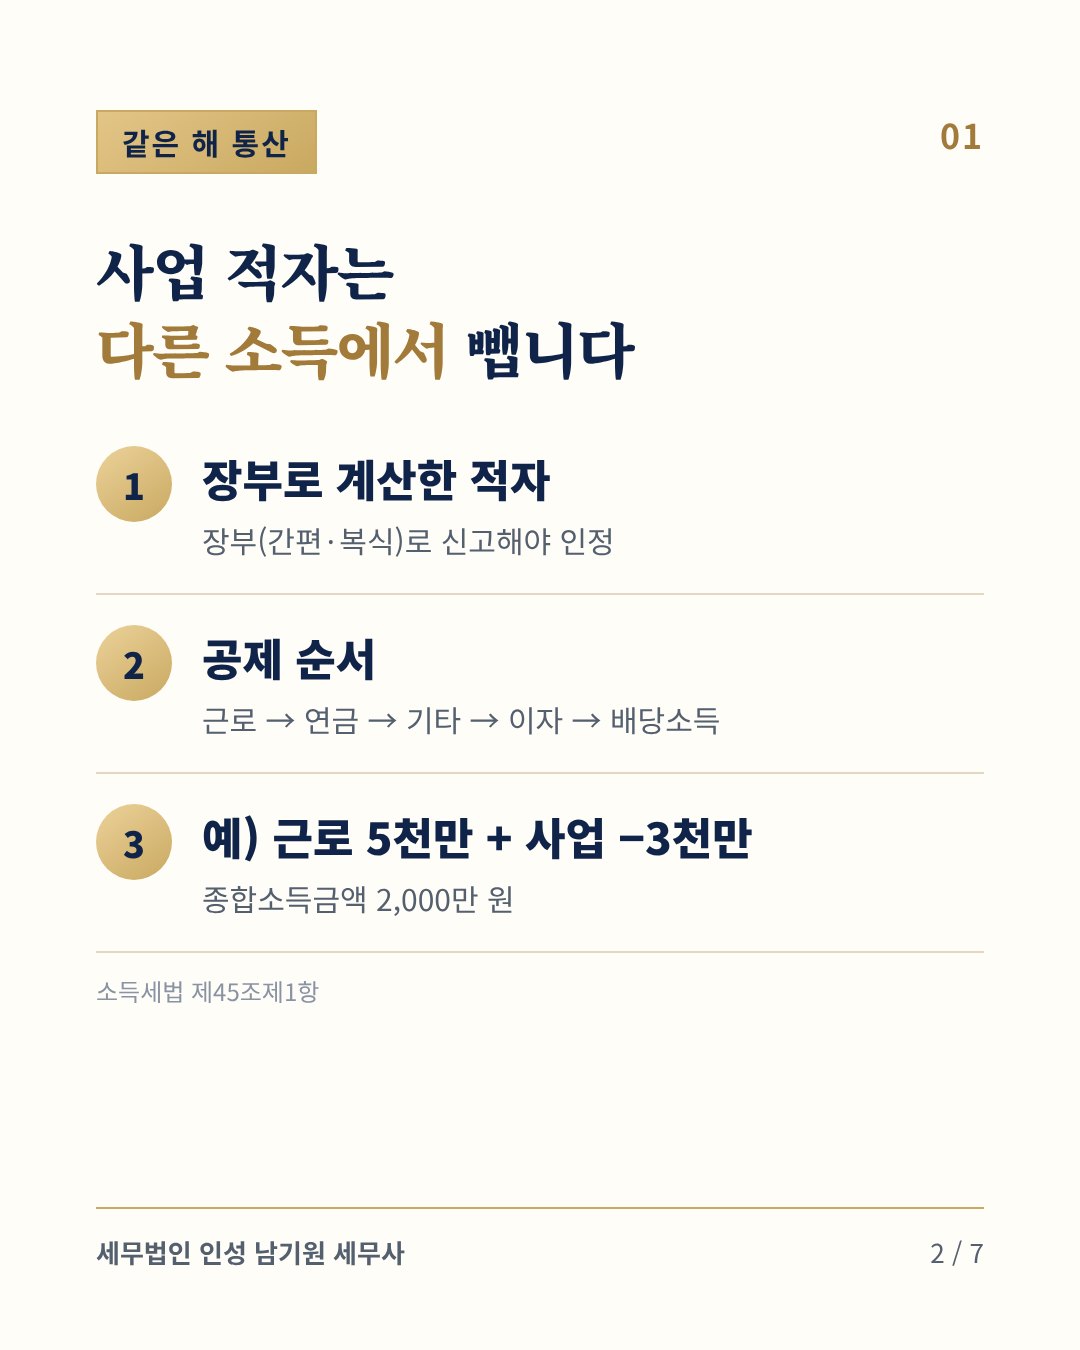 같은 해 통산
01
사업 적자는
다른 소득에서 뺍니다
1
장부로 계산한 적자
장부(간편·복식)로 신고해야 인정
2
공제 순서
근로 → 연금 → 기타 → 이자 → 배당소득
3
예) 근로 5천만 + 사업 −3천만
종합소득금액 2,000만 원
소득세법 제45조제1항
세무법인 인성 남기원 세무사
2 / 7